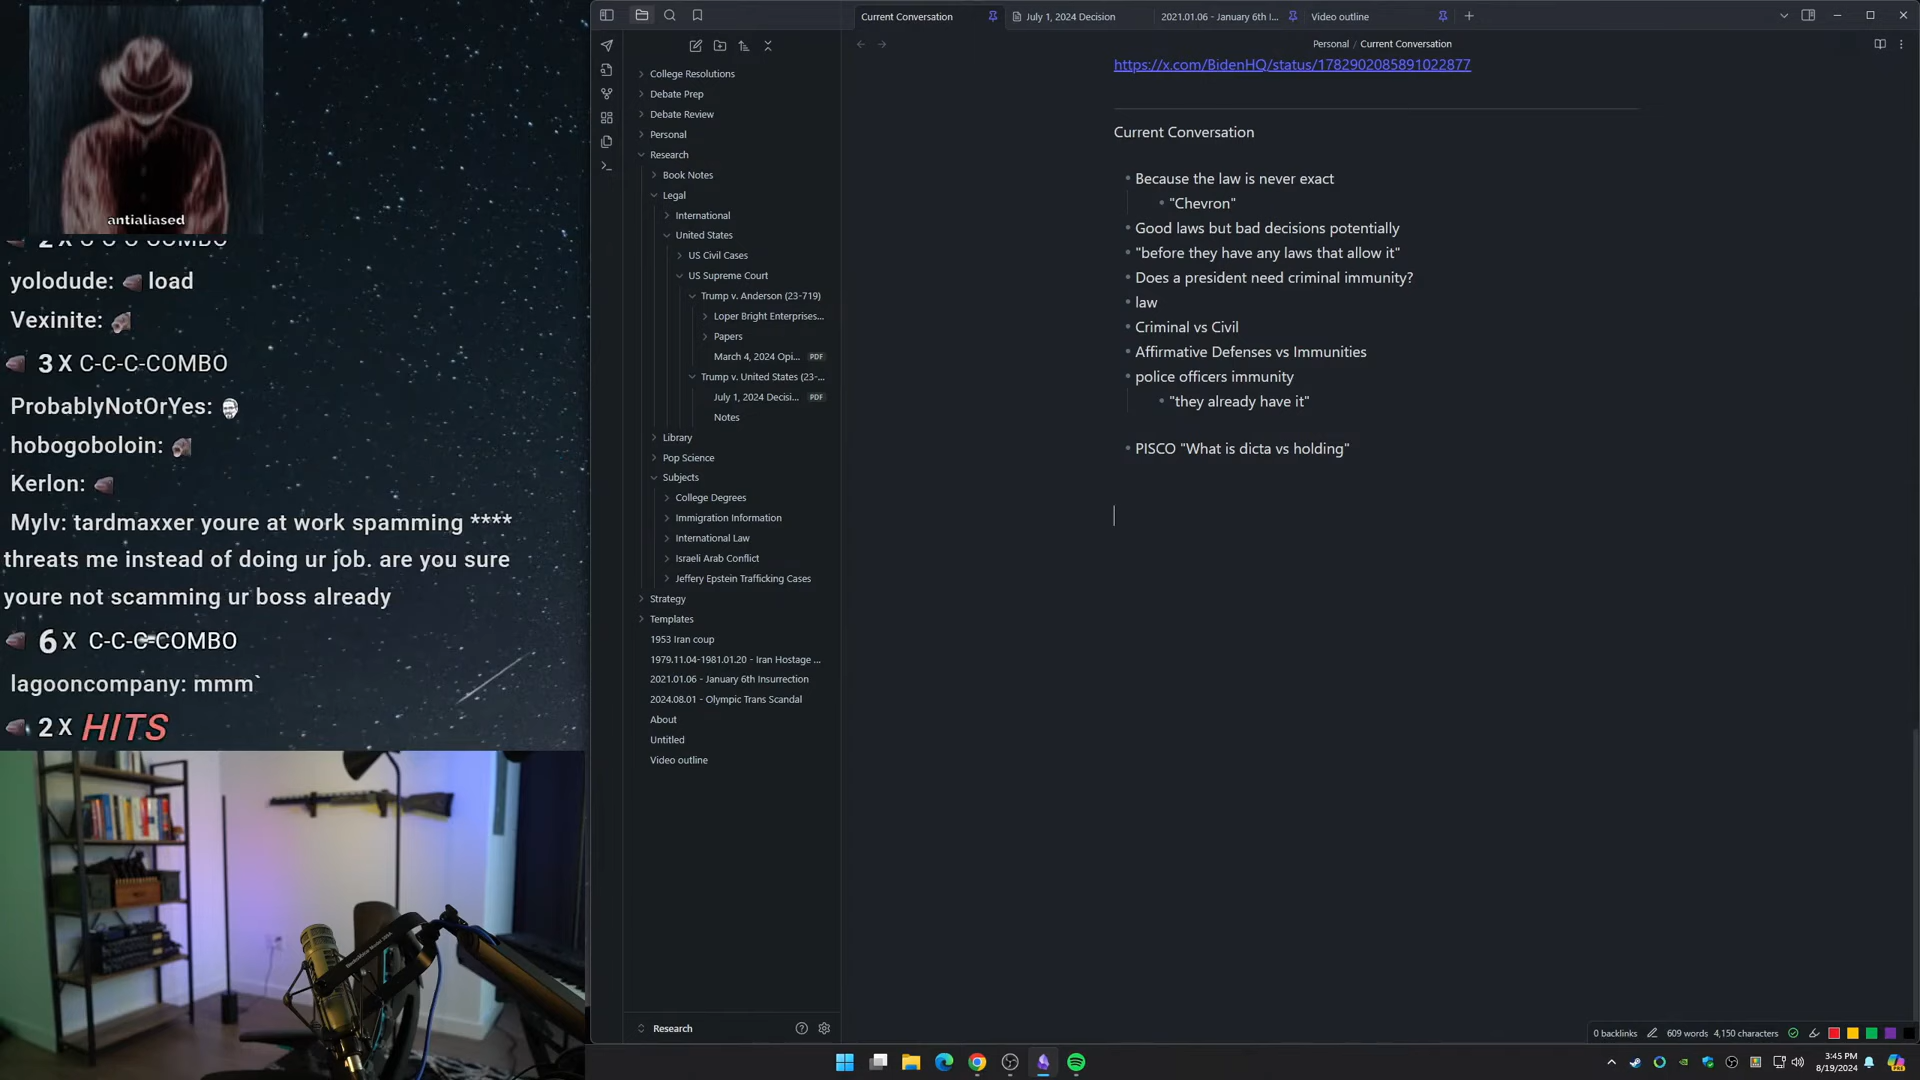 antialiased
2 X C-C-C-COMBO
yolodude: load
Vexinite:
3 X C-C-C-COMBO
ProbablyNotOrYes:
hobogoboloin:
Kerlon:
Mylv: tardmaxxer youre at work spamming ****
threats me instead of doing ur job. are you sure
youre not scamming ur boss already
6 X C-C-C-COMBO
lagooncompany: mmm`
2 X HITS
College Resolutions
Debate Prep
Debate Review
Personal
Research
Book Notes
Legal
International
United States
US Civil Cases
US Supreme Court
Trump v. Anderson (23-719)
Loper Bright Enterprises...
Papers
March 4, 2024 Opi... PDF
Trump v. United States (23-...
July 1, 2024 Decisi... PDF
Notes
Library
Pop Science
Subjects
College Degrees
Immigration Information
International Law
Israeli Arab Conflict
Jeffery Epstein Trafficking Cases
Strategy
Templates
1953 Iran coup
1979.11.04-1981.01.20 - Iran Hostage ...
2021.01.06 - January 6th Insurrection
2024.08.01 - Olympic Trans Scandal
About
Untitled
Video outline
Research
Current Conversation
July 1, 2024 Decision
2021.01.06 - January 6th I...
Video outline
Personal / Current Conversation
https://x.com/BidenHQ/status/1782902085891022877
Current Conversation
Because the law is never exact
"Chevron"
Good laws but bad decisions potentially
"before they have any laws that allow it"
Does a president need criminal immunity?
law
Criminal vs Civil
Affirmative Defenses vs Immunities
police officers immunity
"they already have it"
PISCO "What is dicta vs holding"
0 backlinks 609 words 4,150 characters
3:45 PM
8/19/2024